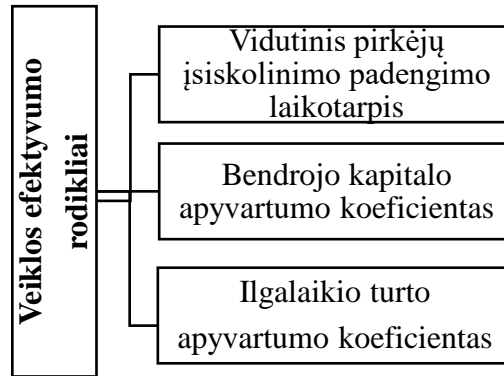 Veiklos efektyvumo
rodikliai
Vidutinis pirkėjų
įsiskolinimo padengimo
laikotarpis
Bendrojo kapitalo
apyvartumo koeficientas
Ilgalaikio turto
apyvartumo koeficientas